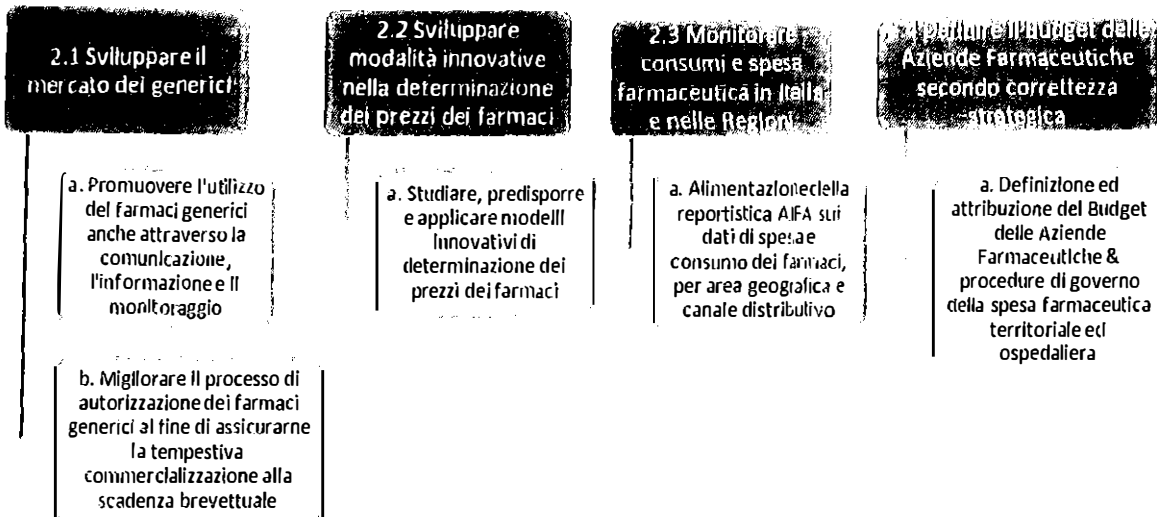 2.1 Sviluppare il
mercato dei generici
2.2 Sviluppare
modalità innovative
nella determinazione
dei prezzi dei farmaci
2.3 Monitorare
consumi e spesa
farmaceutica in Italia
e nelle Regioni
Budget delle
Aziende Farmaceutiche
secondo correttezza
strategica
a. Promuovere l'utilizzo
dei farmaci generici
anche attraverso la
comunicazione,
l'informazione e il
monitoraggio
b. Migliorare il processo di
autorizzazione dei farmaci
generici al fine di assicurarne
la tempestiva
commercializzazione alla
scadenza brevettuale
a. Studiare, predisporre
e applicare modelli
innovativi di
determinazione dei
prezzi dei farmaci
a. Alimentazione della
reportistica AIFA sui
dati di spesa e
consumo dei farmaci,
per area geografica e
canale distributivo
a. Definizione ed
attribuzione del Budget
delle Aziende
Farmaceutiche &
procedure di governo
della spesa farmaceutica
territoriale ed
ospedaliera